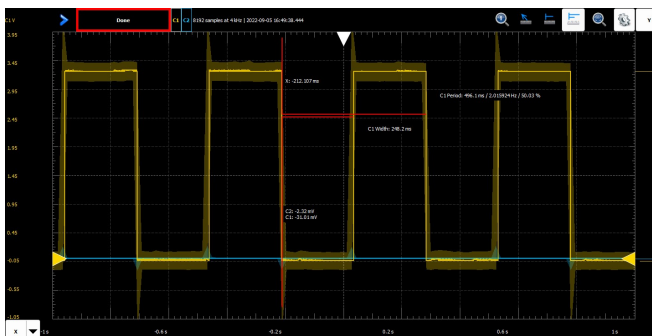 C1 V
Done
C1 C2 8192 samples at 4 kHz | 2022-09-05 16:49:38.444
Y
3.95
3.45
2.95
2.45
1.95
1.45
0.95
0.45
-0.05
-0.55
-1.05
X: -212.107 ms
C1 Period: 496.1 ms / 2.015924 Hz / 50.03 %
C1 Width: 248.2 ms
C2: -2.32 mV
C1: -31.01 mV
X
-1s
-0.6 s
-0.2 s
0.2 s
0.6 s
1 s